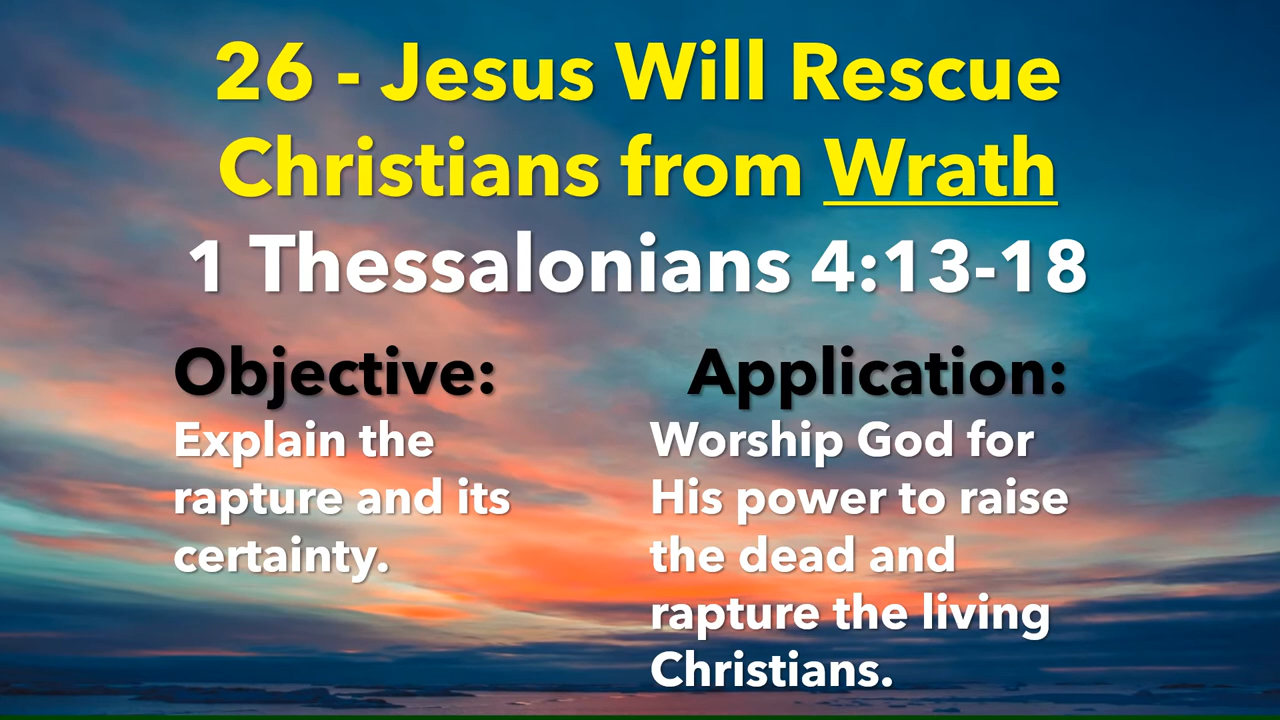 26 - Jesus Will Rescue
Christians from Wrath
1 Thessalonians 4:13-18
Objective:
Explain the
rapture and its
certainty.
Application:
Worship God for
His power to raise
the dead and
rapture the living
Christians.